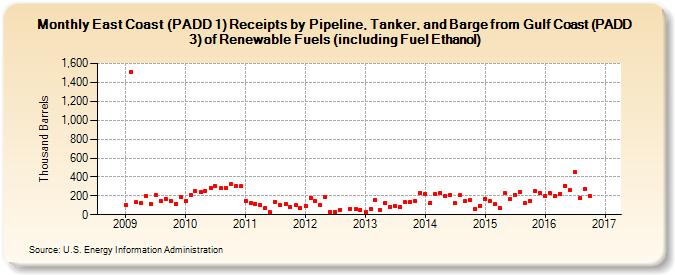 Monthly East Coast (PADD 1) Receipts by Pipeline, Tanker, and Barge from Gulf Coast (PADD
3) of Renewable Fuels (including Fuel Ethanol)
Thousand Barrels
1,600
1,400
1,200
1,000
800
600
400
200
0
2009 2010 2011 2012 2013 2014 2015 2016 2017
Source: U.S. Energy Information Administration